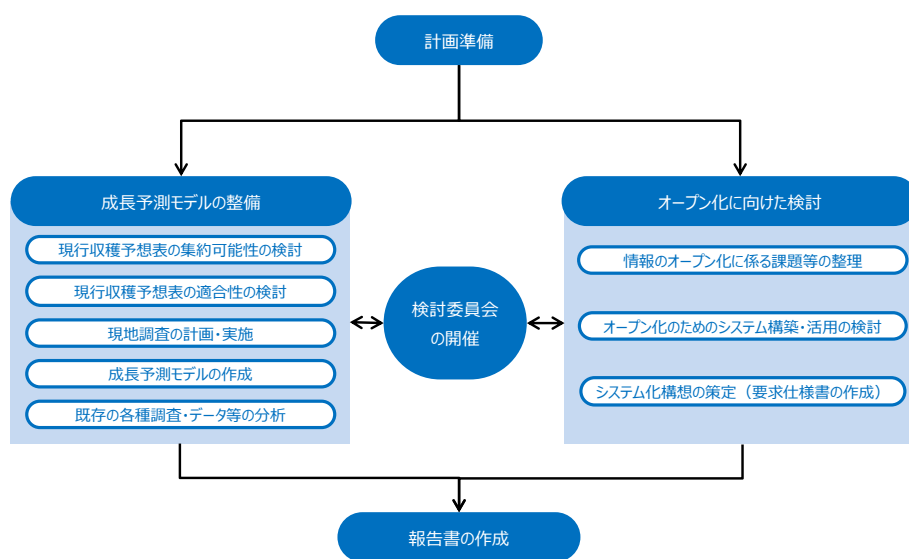 計画準備
成長予測モデルの整備
現行収穫予想表の集約可能性の検討
現行収穫予想表の適合性の検討
現地調査の計画・実施
成長予測モデルの作成
既存の各種調査・データ等の分析
検討委員会
の開催
オープン化に向けた検討
情報のオープン化に係る課題等の整理
オープン化のためのシステム構築・活用の検討
システム化構想の策定（要求仕様書の作成）
報告書の作成